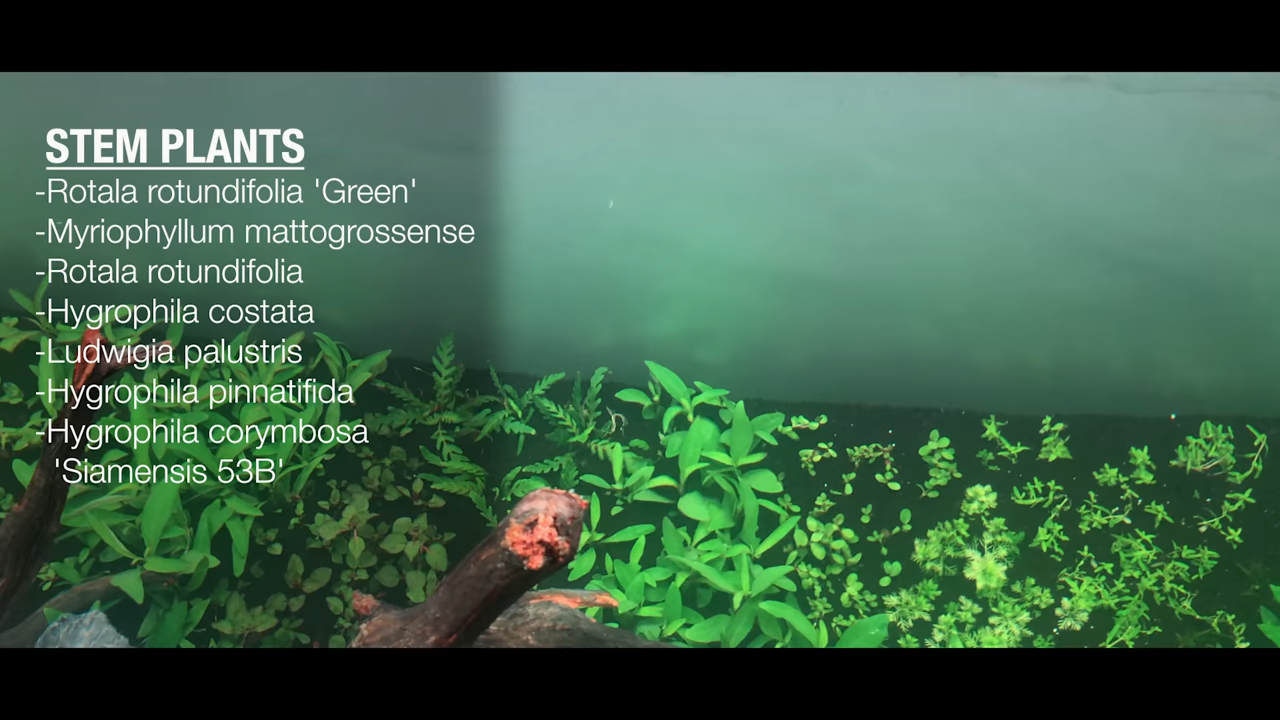 STEM PLANTS
-Rotala rotundifolia 'Green'
-Myriophyllum mattogrossense
-Rotala rotundifolia
-Hygrophila costata
-Ludwigia palustris
-Hygrophila pinnatifida
-Hygrophila corymbosa
'Siamensis 53B'